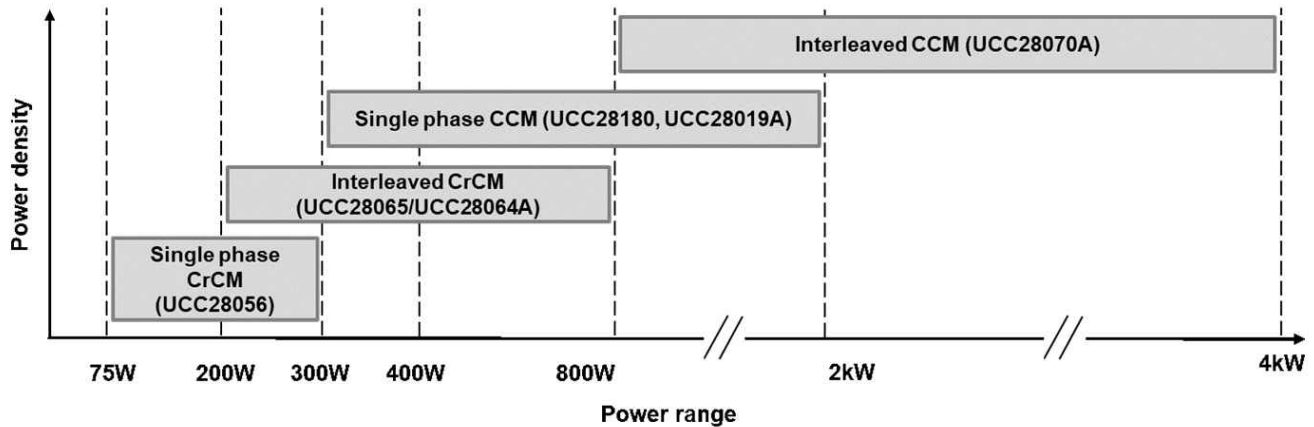 Power density
Interleaved CCM (UCC28070A)
Single phase CCM (UCC28180, UCC28019A)
Interleaved CrCM
(UCC28065/UCC28064A)
Single phase
CrCM
(UCC28056)
75W 200W 300W 400W 800W 2kW 4kW
Power range